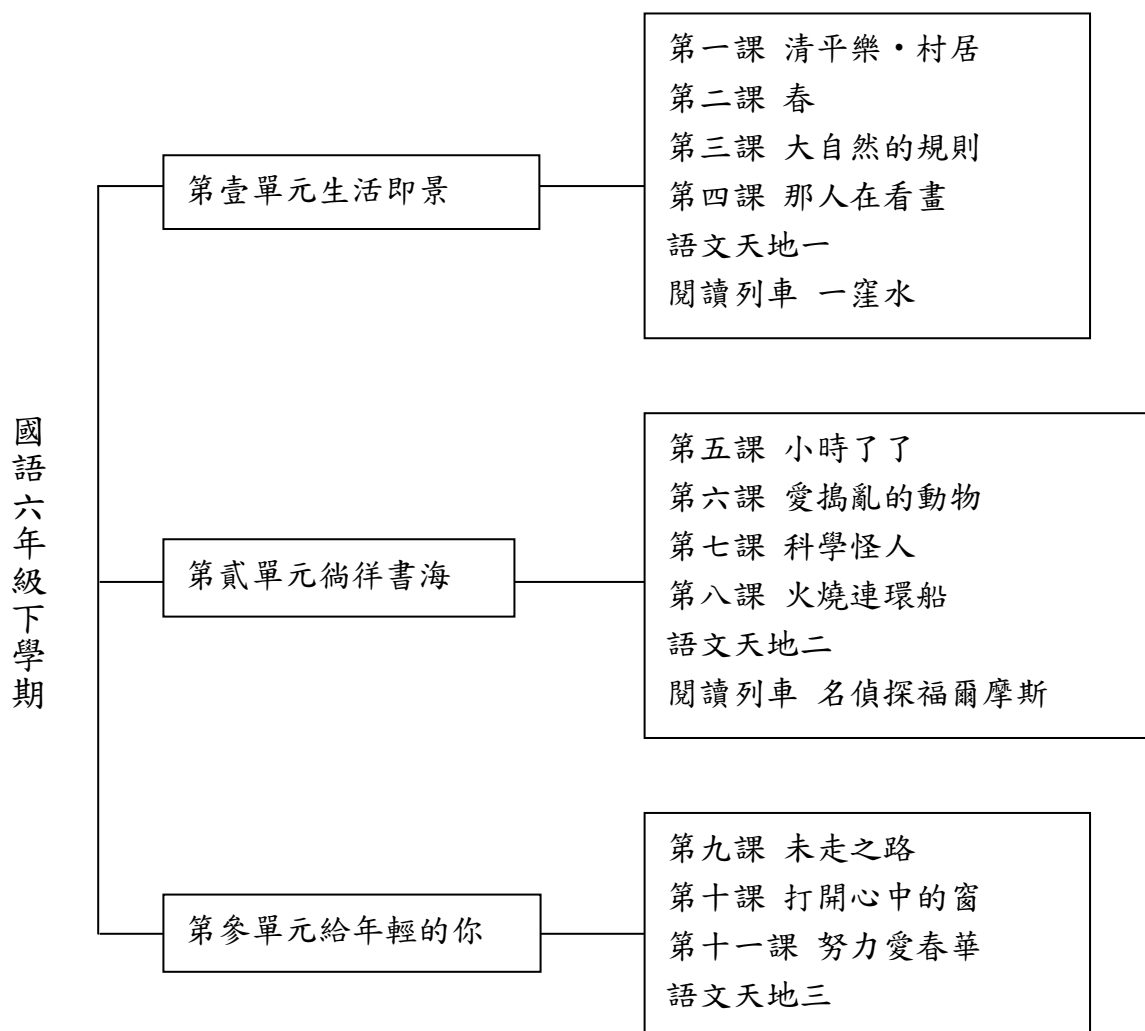 國語六年級下學期
第壹單元生活即景
第一課 清平樂·村居
第二課 春
第三課 大自然的規則
第四課 那人在看畫
語文天地一
閱讀列車 一窪水
第貳單元徜徉書海
第五課 小時了了
第六課 愛搗亂的動物
第七課 科學怪人
第八課 火燒連環船
語文天地二
閱讀列車 名偵探福爾摩斯
第參單元給年輕的你
第九課 未走之路
第十課 打開心中的窗
第十一課 努力愛春華
語文天地三